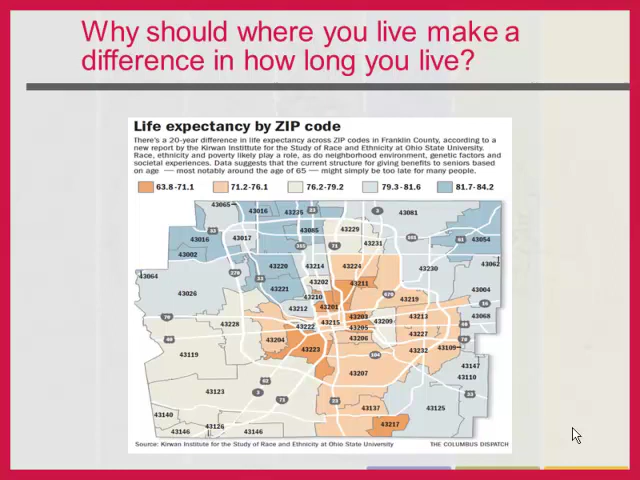 Why should where you live make a
difference in how long you live?
Life expectancy by ZIP code
There's a 20-year difference in life expectancy across ZIP codes in Franklin County, according to a
new report by the Kirwan Institute for the Study of Race and Ethnicity at Ohio State University.
Race, ethnicity and poverty likely play a role, as do neighborhood environment, genetic factors and
societal experiences. Data suggests that the current structure for giving benefits to seniors based
on age — most notably around the age of 65 — might simply be too late for many people.
63.8-71.1 71.2-76.1 76.2-79.2 79.3-81.6 81.7-84.2
43065
43016 43235 43081
43085 43229
43016 43017 43231 43054
43002
43220 43214 43224 43230 43062
43064
43026 43221 43202 43211 43004
43210 43219
43212 43201 43068
43228 43222 43215 43203 43209 43213
43205
43204 43206 43227
43223 43232 43109
43119
43207 43147
43110
43123
43140 43137 43125
43126 43217
43146 43146
Source: Kirwan Institute for the Study of Race and Ethnicity at Ohio State University THE COLUMBUS DISPATCH